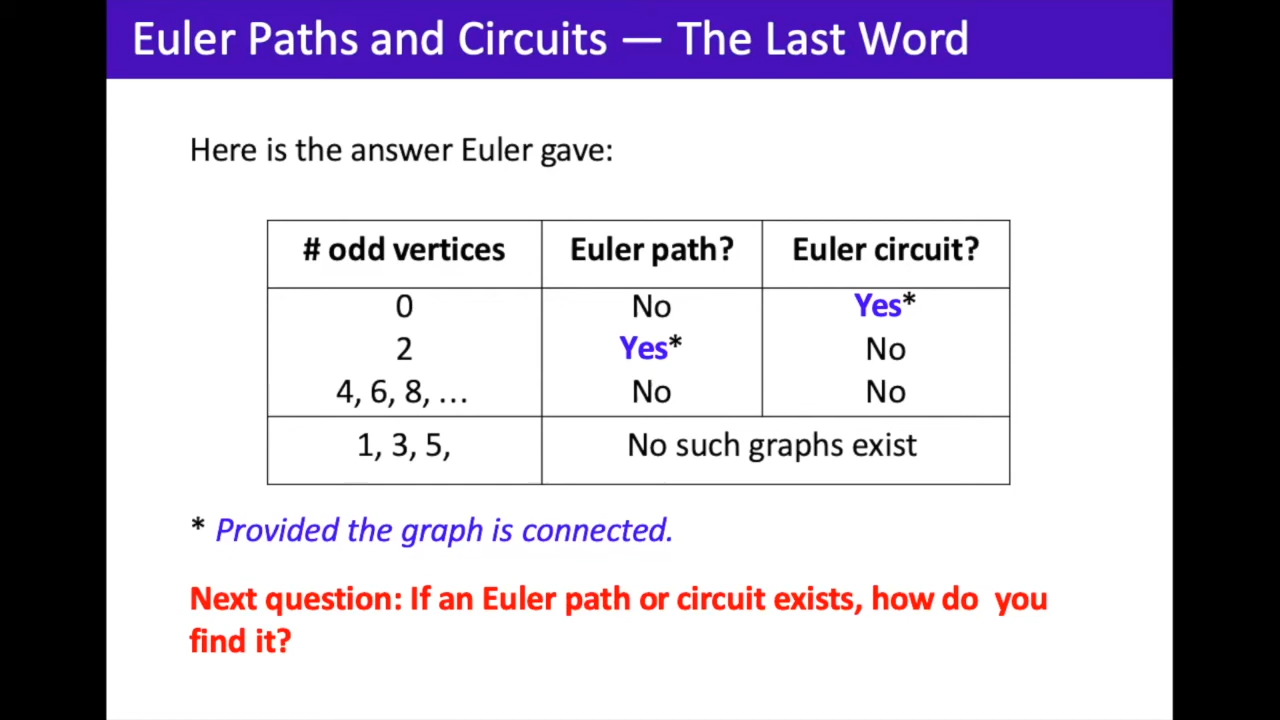 Euler Paths and Circuits — The Last Word
Here is the answer Euler gave:
# odd vertices Euler path? Euler circuit?
0 No Yes*
2 Yes* No
4, 6, 8, … No No
1, 3, 5, No such graphs exist
* Provided the graph is connected.
Next question: If an Euler path or circuit exists, how do you
find it?